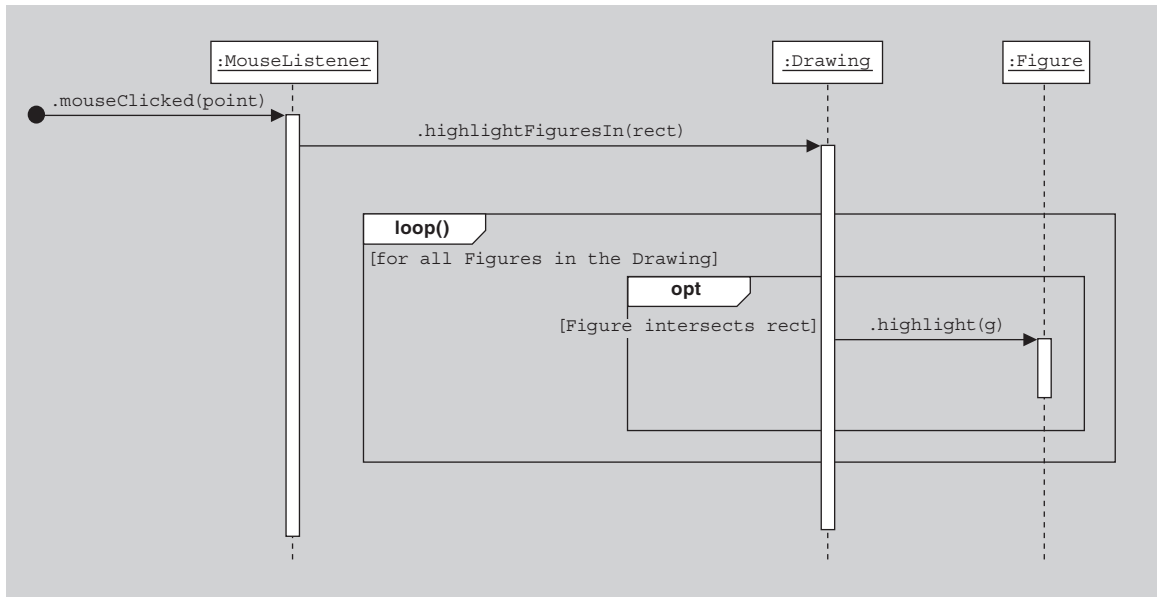 :MouseListener
:Drawing
:Figure
.mouseClicked(point)
.highlightFiguresIn(rect)
loop()
[for all Figures in the Drawing]
opt
[Figure intersects rect]
.highlight(g)